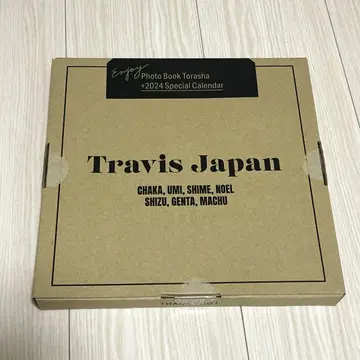 Enjoy
Photo Book Torasha
+2024 Special Calendar
Travis Japan
CHAKA, UMI, SHIME, NOEL
SHIZU, GENTA, MACHU